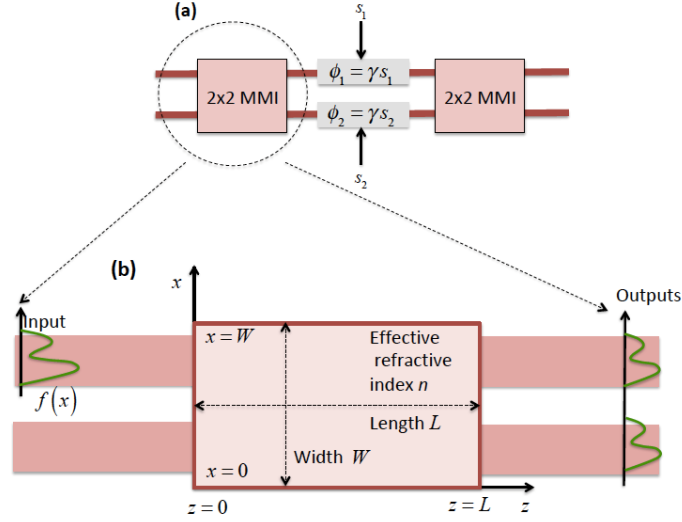 (a)
s₁
2x2 MMI
ϕ₁ = γs₁
2x2 MMI
ϕ₂ = γs₂
s₂
(b)
x
Input
Outputs
x = W
Effective
refractive
index n
f(x)
Length L
Width W
x = 0
z = 0
z = L
z